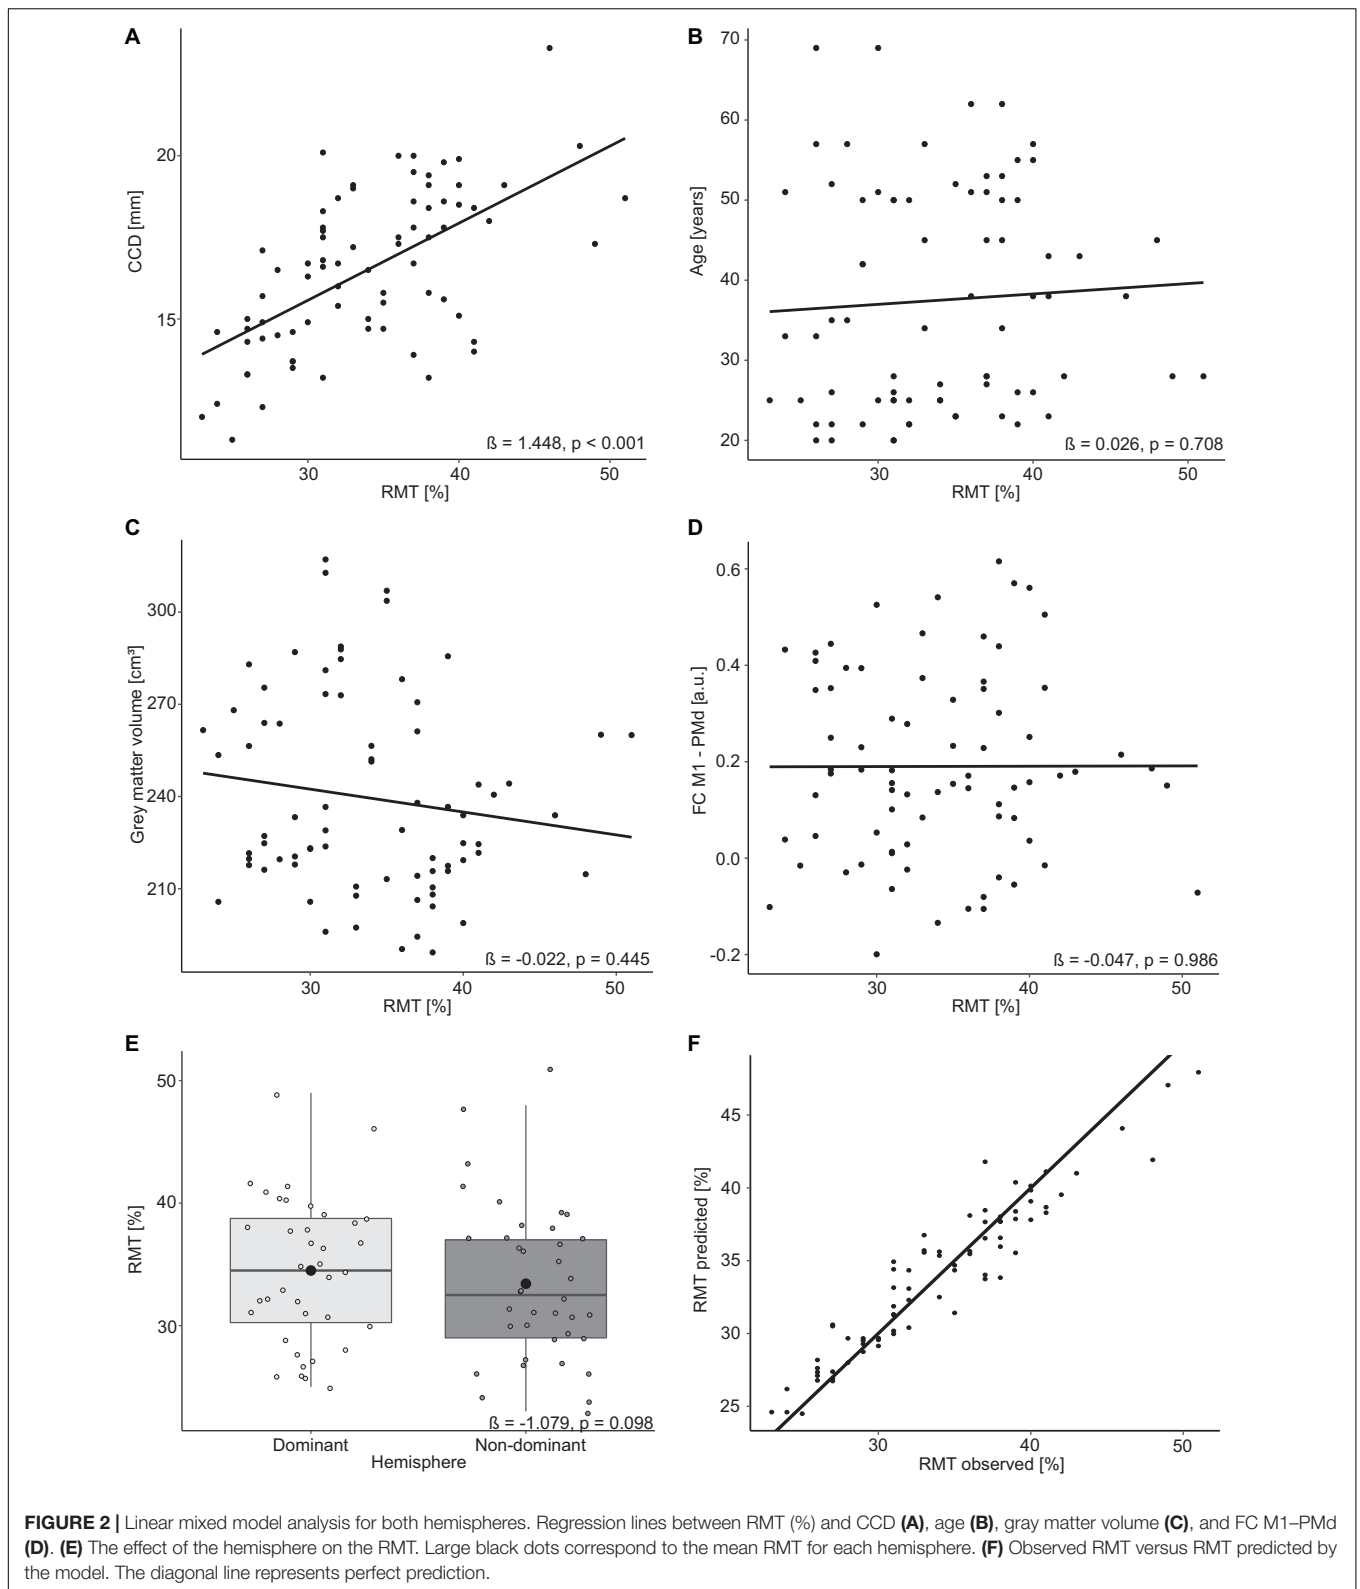 A
CCD [mm]
20
15
ß = 1.448, p < 0.001
30 40 50
RMT [%]
B
Age [years]
70
60
50
40
30
20
ß = 0.026, p = 0.708
30 40 50
RMT [%]
C
Grey matter volume [cm³]
300
270
240
210
ß = -0.022, p = 0.445
30 40 50
RMT [%]
D
FC M1 - PMd [a.u.]
0.6
0.4
0.2
0.0
-0.2
ß = -0.047, p = 0.986
30 40 50
RMT [%]
E
RMT [%]
50
40
30
ß = -1.079, p = 0.098
Dominant Non-dominant
Hemisphere
F
RMT predicted [%]
45
40
35
30
25
30 40 50
RMT observed [%]
FIGURE 2 | Linear mixed model analysis for both hemispheres. Regression lines between RMT (%) and CCD (A), age (B), gray matter volume (C), and FC M1–PMd
(D). (E) The effect of the hemisphere on the RMT. Large black dots correspond to the mean RMT for each hemisphere. (F) Observed RMT versus RMT predicted by
the model. The diagonal line represents perfect prediction.